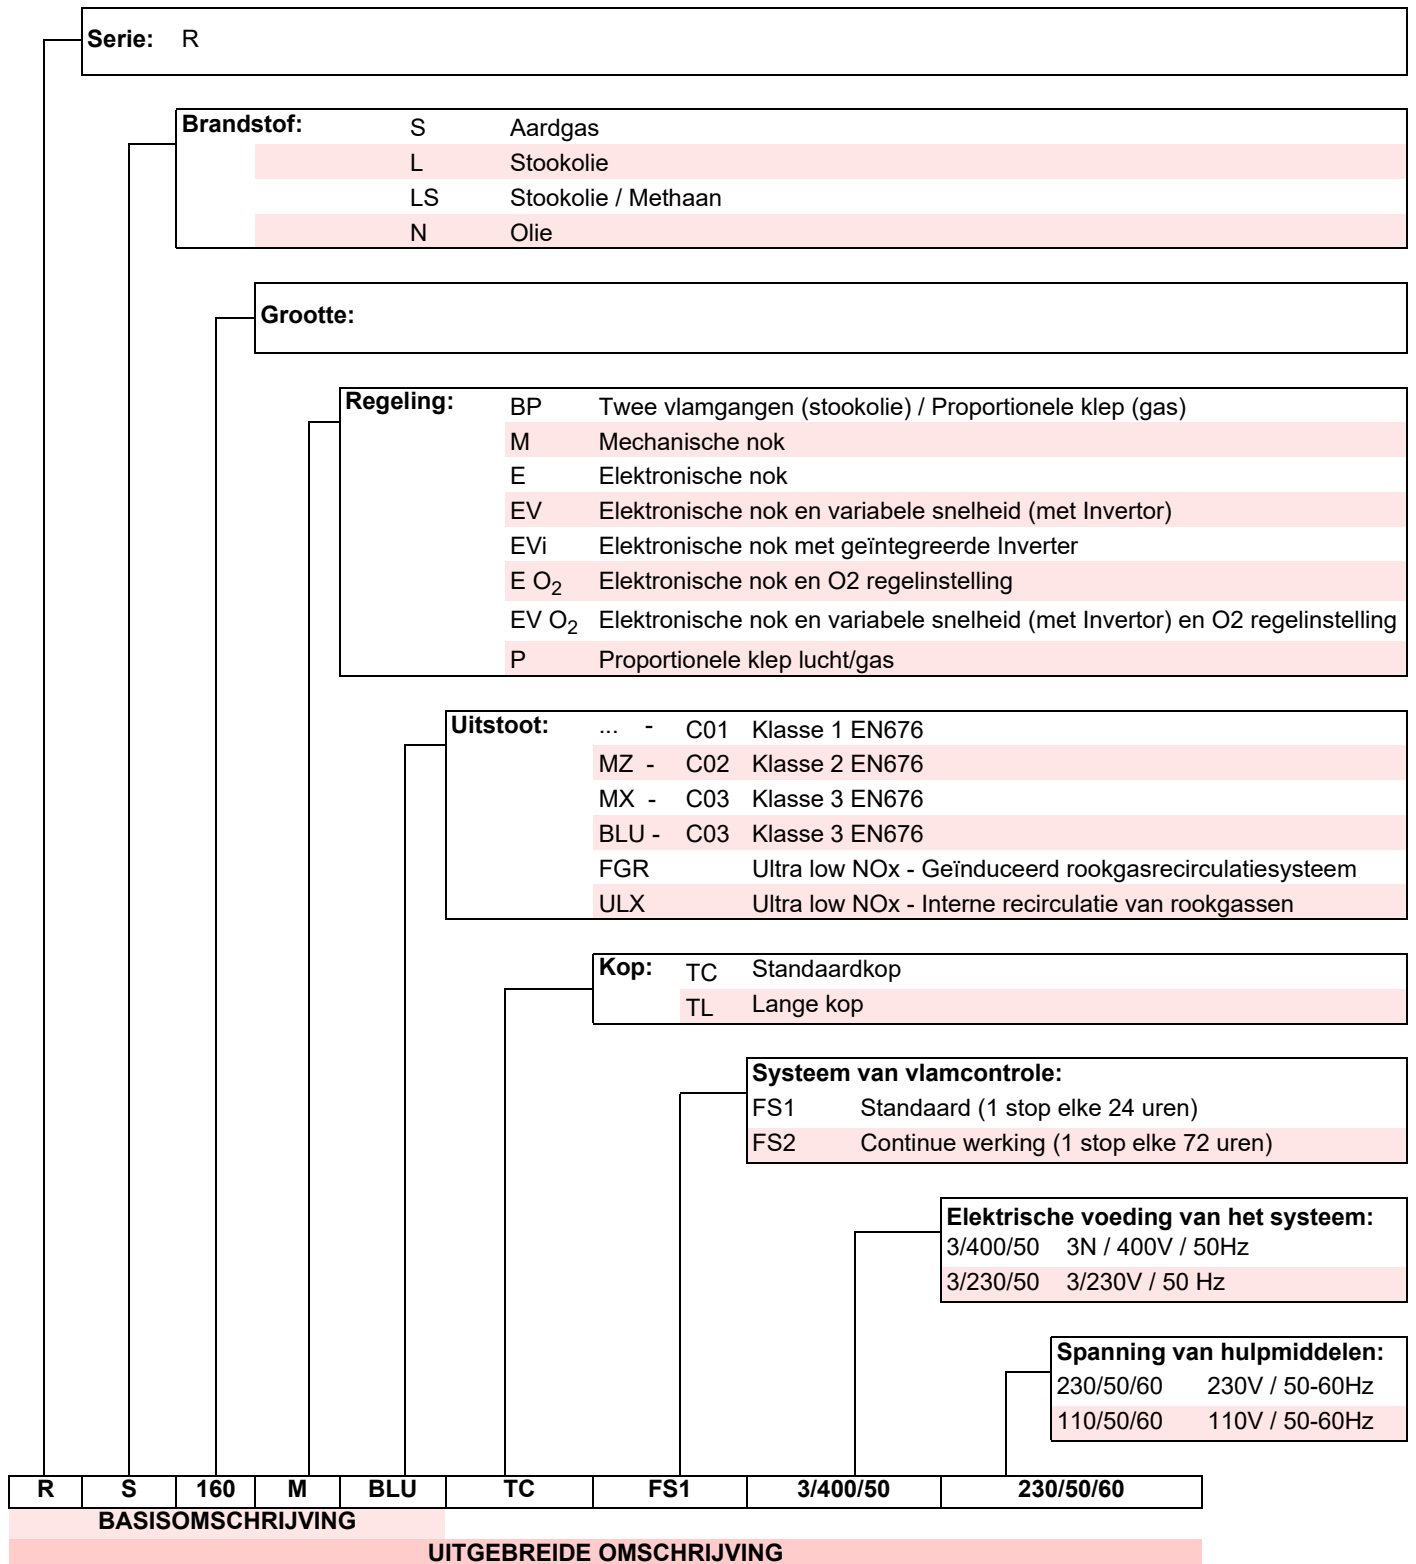 Serie: R
Brandstof: S Aardgas
L Stookolie
LS Stookolie / Methaan
N Olie
Grootte:
Regeling: BP Twee vlamgangen (stookolie) / Proportionele klep (gas)
M Mechanische nok
E Elektronische nok
EV Elektronische nok en variabele snelheid (met Invertor)
EVi Elektronische nok met geïntegreerde Inverter
E O2 Elektronische nok en O2 regelinstelling
EV O2 Elektronische nok en variabele snelheid (met Invertor) en O2 regelinstelling
P Proportionele klep lucht/gas
Uitstoot: ... - C01 Klasse 1 EN676
MZ - C02 Klasse 2 EN676
MX - C03 Klasse 3 EN676
BLU - C03 Klasse 3 EN676
FGR Ultra low NOx - Geïnduceerd rookgasrecirculatiesysteem
ULX Ultra low NOx - Interne recirculatie van rookgassen
Kop: TC Standaardkop
TL Lange kop
Systeem van vlamcontrole:
FS1 Standaard (1 stop elke 24 uren)
FS2 Continue werking (1 stop elke 72 uren)
Elektrische voeding van het systeem:
3/400/50 3N / 400V / 50Hz
3/230/50 3/230V / 50 Hz
Spanning van hulpmiddelen:
230/50/60 230V / 50-60Hz
110/50/60 110V / 50-60Hz
R S 160 M BLU TC FS1 3/400/50 230/50/60
BASISOMSCHRIJVING
UITGEBREIDE OMSCHRIJVING